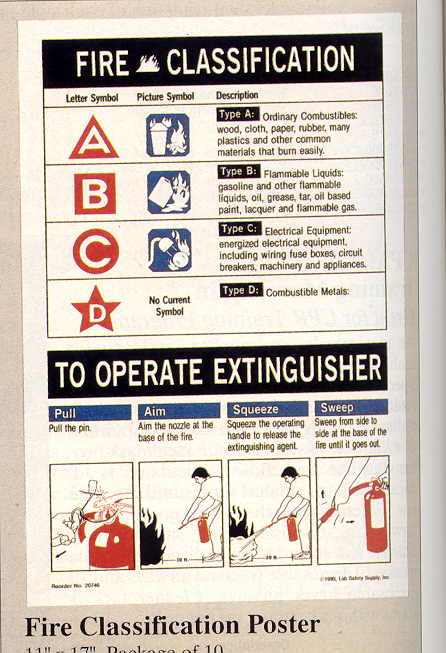 FIRE CLASSIFICATION
Letter Symbol Picture Symbol Description
A
Type A: Ordinary Combustibles:
wood, cloth, paper, rubber, many
plastics and other common
materials that burn easily.
B
Type B: Flammable Liquids:
gasoline and other flammable
liquids, oil, grease, tar, oil based
paint, lacquer and flammable gas.
C
Type C: Electrical Equipment:
energized electrical equipment,
including wiring fuse boxes, circuit
breakers, machinery and appliances.
D
No Current
Symbol
Type D: Combustible Metals:
TO OPERATE EXTINGUISHER
Pull
Pull the pin.
Aim
Aim the nozzle at the
base of the fire.
Squeeze
Squeeze the operating
handle to release the
extinguishing agent.
Sweep
Sweep from side to
side at the base of the
fire until it goes out.
10 ft.
10 ft.
Reorder No. 20746
©1990, Lab Safety Supply, Inc.
Fire Classification Poster
11" x 17" Package of 10